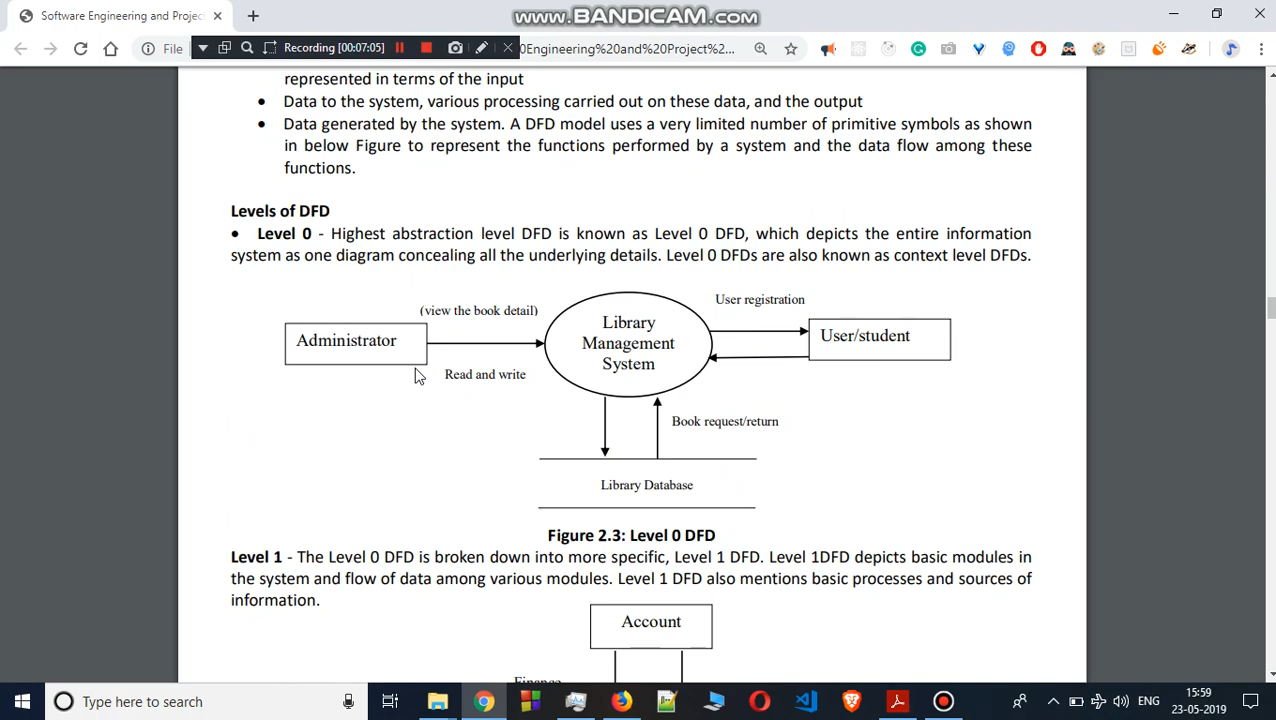 Software Engineering and Projec
www.BANDICAM.com
File
Recording [00:07:05]
0Engineering%20and%20Project%2...
represented in terms of the input
• Data to the system, various processing carried out on these data, and the output
• Data generated by the system. A DFD model uses a very limited number of primitive symbols as shown
in below Figure to represent the functions performed by a system and the data flow among these
functions.
Levels of DFD
• Level 0 - Highest abstraction level DFD is known as Level 0 DFD, which depicts the entire information
system as one diagram concealing all the underlying details. Level 0 DFDs are also known as context level DFDs.
(view the book detail)
Administrator
Read and write
Library
Management
System
User registration
User/student
Book request/return
Library Database
Figure 2.3: Level 0 DFD
Level 1 - The Level 0 DFD is broken down into more specific, Level 1 DFD. Level 1DFD depicts basic modules in
the system and flow of data among various modules. Level 1 DFD also mentions basic processes and sources of
information.
Account
Finance
Type here to search
ENG
15:59
23-05-2019